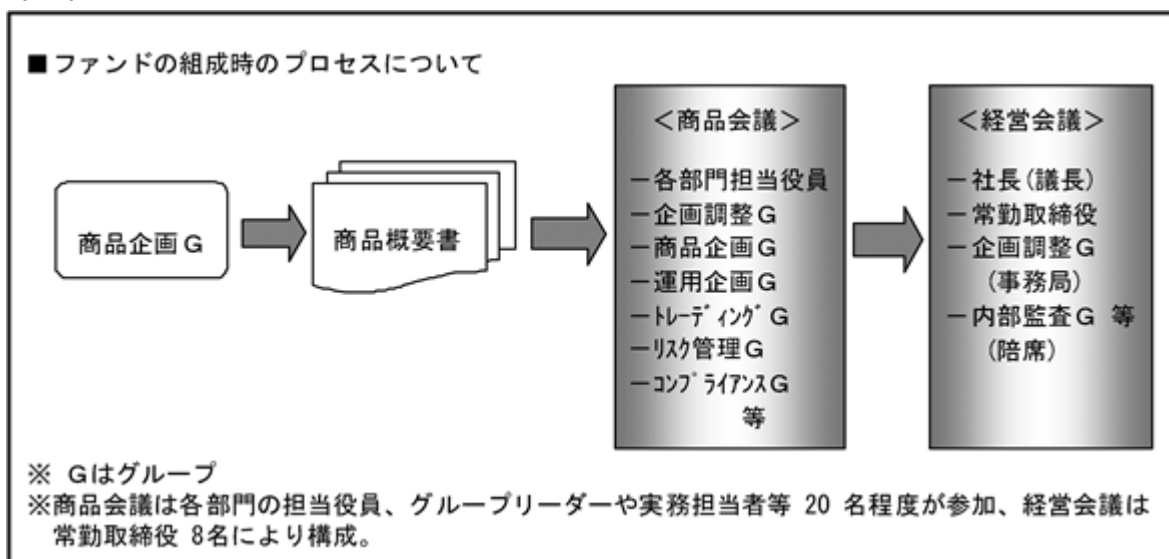 ■ファンドの組成時のプロセスについて
商品企画G
商品概要書
＜商品会議＞
－各部門担当役員
－企画調整G
－商品企画G
－運用企画G
－ﾄﾚｰﾃﾞｨﾝｸﾞG
－ﾘｽｸ管理G
－ｺﾝﾌﾟﾗｲｱﾝｽG
等
＜経営会議＞
－社長(議長)
－常勤取締役
－企画調整G
(事務局)
－内部監査G 等
(陪席)
※ Gはグループ
※商品会議は各部門の担当役員、グループリーダーや実務担当者等 20 名程度が参加、経営会議は
常勤取締役 8名により構成。